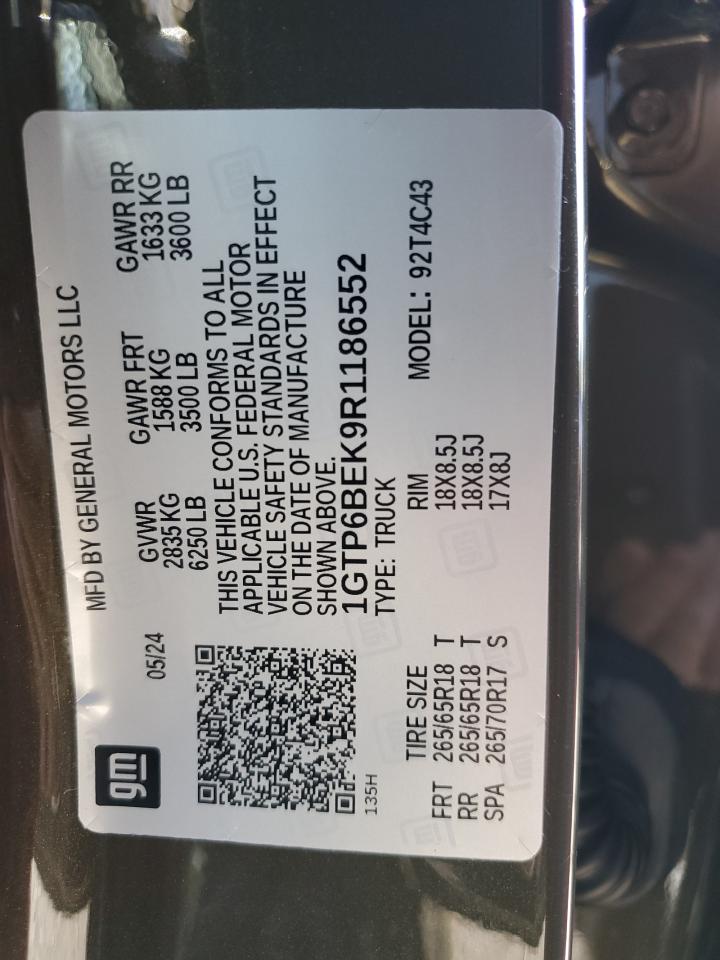 gm
MFD BY GENERAL MOTORS LLC
05/24
GVWR GAWR FRT GAWR RR
2835 KG 1588 KG 1633 KG
6250 LB 3500 LB 3600 LB
THIS VEHICLE CONFORMS TO ALL
APPLICABLE U.S. FEDERAL MOTOR
VEHICLE SAFETY STANDARDS IN EFFECT
ON THE DATE OF MANUFACTURE
SHOWN ABOVE.
1GTP6BEK9R1186552
135H
TYPE: TRUCK
MODEL: 92T4C43
TIRE SIZE RIM
FRT 265/65R18 T 18X8.5J
RR 265/65R18 T 18X8.5J
SPA 265/70R17 S 17X8J